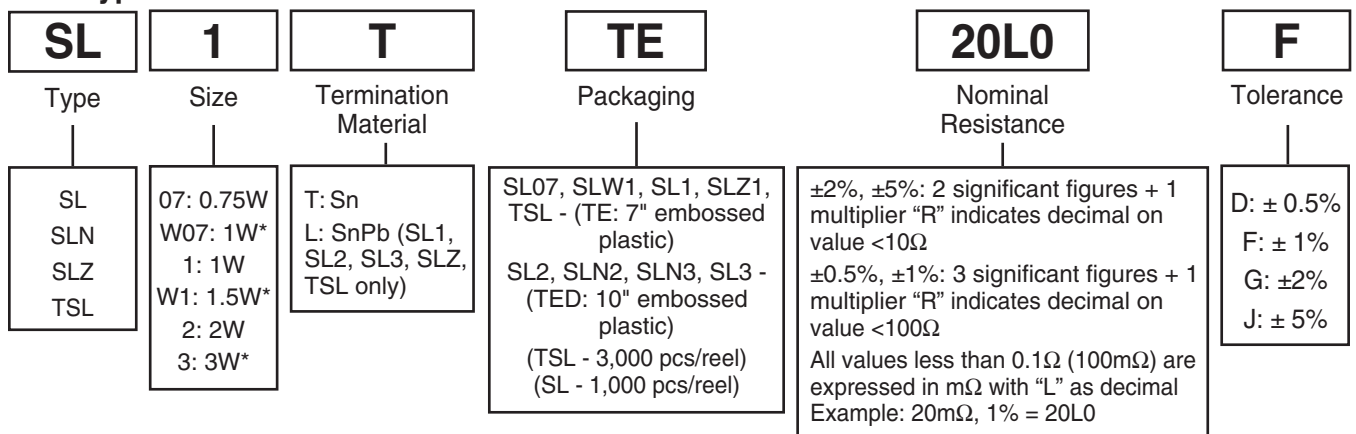 SL 1 T TE 20L0 F
Type Size Termination Material Packaging Nominal Resistance Tolerance
SL
SLN
SLZ
TSL
07: 0.75W
W07: 1W*
1: 1W
W1: 1.5W*
2: 2W
3: 3W*
T: Sn
L: SnPb (SL1,
SL2, SL3, SLZ,
TSL only)
SL07, SLW1, SL1, SLZ1,
TSL - (TE: 7" embossed
plastic)
SL2, SLN2, SLN3, SL3 -
(TED: 10" embossed
plastic)
(TSL - 3,000 pcs/reel)
(SL - 1,000 pcs/reel)
±2%, ±5%: 2 significant figures + 1
multiplier “R” indicates decimal on
value <10Ω
±0.5%, ±1%: 3 significant figures + 1
multiplier “R” indicates decimal on
value <100Ω
All values less than 0.1Ω (100mΩ) are
expressed in mΩ with “L” as decimal
Example: 20mΩ, 1% = 20L0
D: ± 0.5%
F: ± 1%
G: ±2%
J: ± 5%